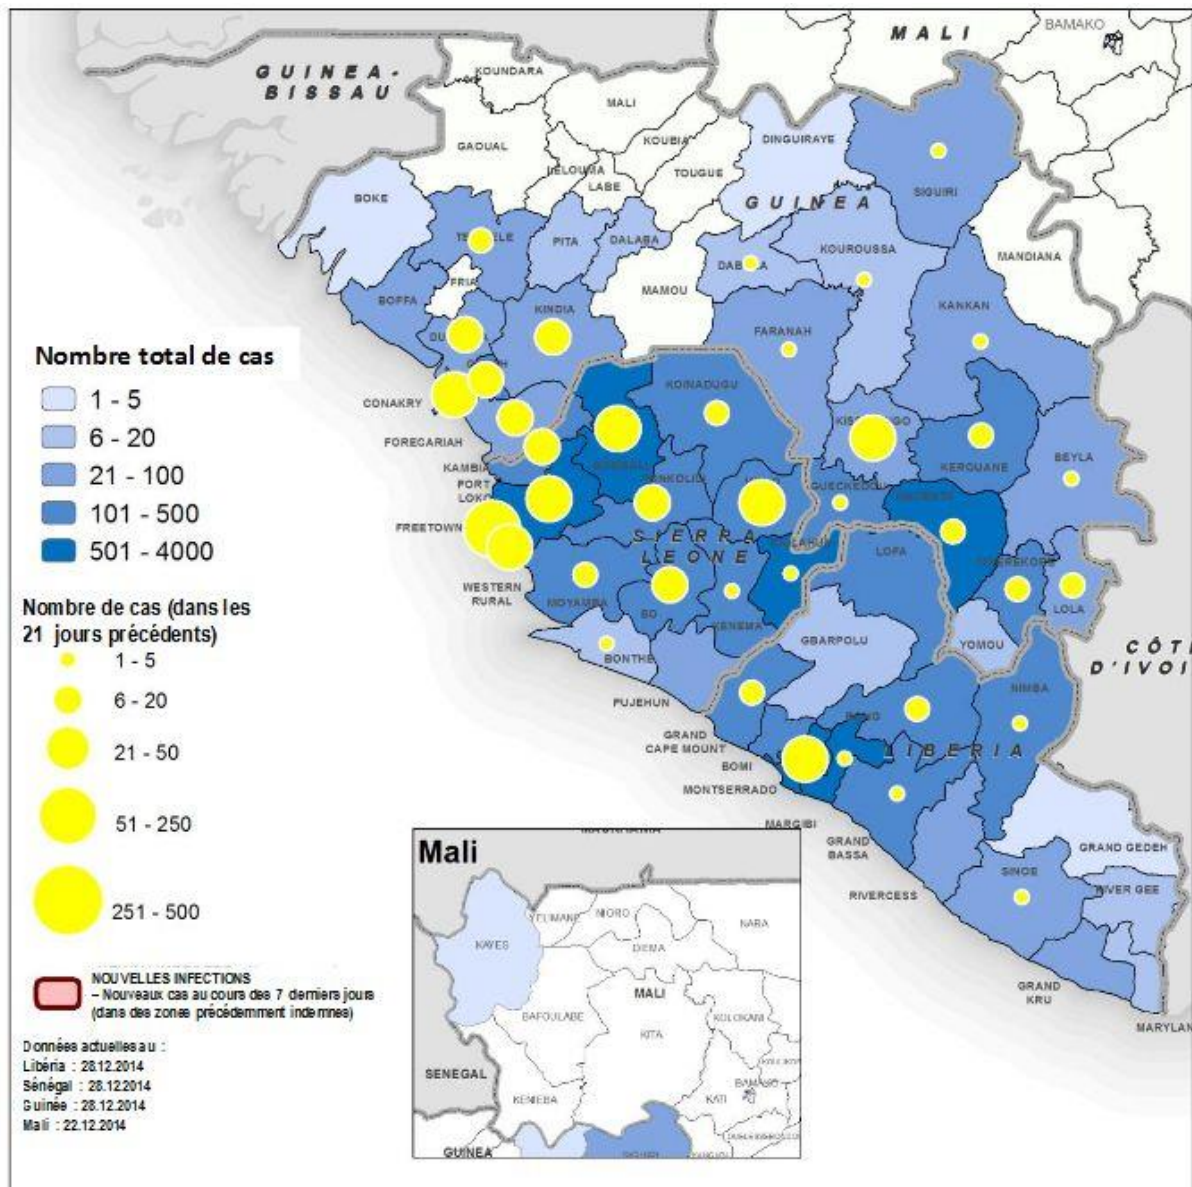 MALI
BAMAKO
GUINEA-
BISSAU
KOUNDARA
MALI
GAOUAL
KOUBIA
DINGUIRAYE
LABE
TOUGUE
BOKE
SIGUIRI
GUINEA
PITA
DALABA
KOUROUSSA
MANDIANA
FRIA
MAMOU
BOFFA
KINDIA
KANKAN
FARANAH
Nombre total de cas
1 - 5
6 - 20
21 - 100
101 - 500
501 - 4000
KOINADUGU
CONAKRY
FORECARIAH
KAMBIA
PORT
LOKO
KEROUANE
BEYLA
FREETOWN
SIERRA
LEONE
LOFA
WESTERN
RURAL
MOYAMBA
BO
KENEMA
LOLA
GBARPOLU
YOMOU
CÔTE
D'IVOI
BONTHE
NIMBA
PUJEHUN
GRAND
CAPE MOUNT
LIBERIA
BOMI
MONTSERRADO
MARGIBI
GRAND
BASSA
GRAND GEDEH
SINOE
RIVER GEE
RIVERCESS
GRAND
KRU
MARYLAN
Nombre de cas (dans les
21 jours précédents)
1 - 5
6 - 20
21 - 50
51 - 250
251 - 500
NOUVELLES INFECTIONS
– Nouveaux cas au cours des 7 derniers jours
(dans des zones précédemment indemnes)
Données actuelles au :
Libéria : 28.12.2014
Sénégal : 28.12.2014
Guinée : 28.12.2014
Mali : 22.12.2014
Mali
YELIMANE
NIORO
NARA
KAYES
DIEMA
MALI
BAFOULABE
KITA
KOLOKANI
SENEGAL
KENIEBA
KATI
BAMAKO
GUINEA